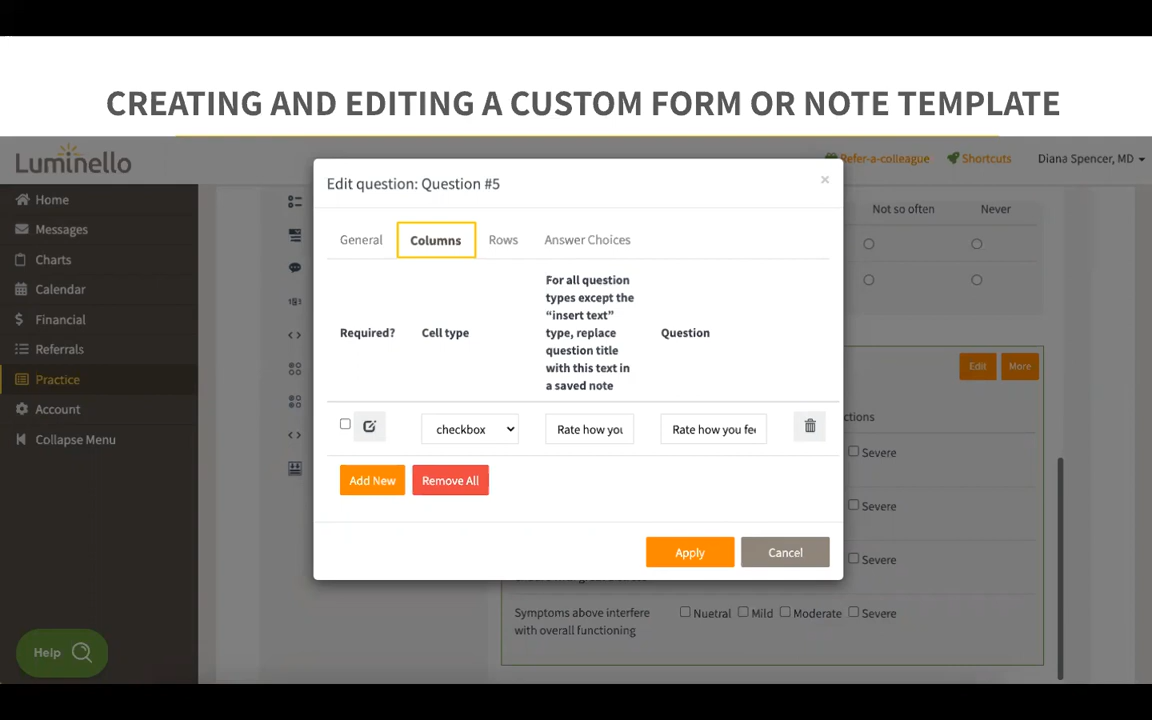 CREATING AND EDITING A CUSTOM FORM OR NOTE TEMPLATE
Luminello
Refer-a-colleague
Shortcuts
Diana Spencer, MD
Home
Messages
Charts
Calendar
Financial
Referrals
Practice
Account
Collapse Menu
Help
Not so often
Never
Edit question: Question #5
×
General
Columns
Rows
Answer Choices
Required?
Cell type
For all question
types except the
“insert text”
type, replace
question title
with this text in
a saved note
Question
checkbox
Rate how you
Rate how you fee
Add New
Remove All
Apply
Cancel
Edit
More
Severe
Severe
Severe
Symptoms above interfere
with overall functioning
Nuetral
Mild
Moderate
Severe